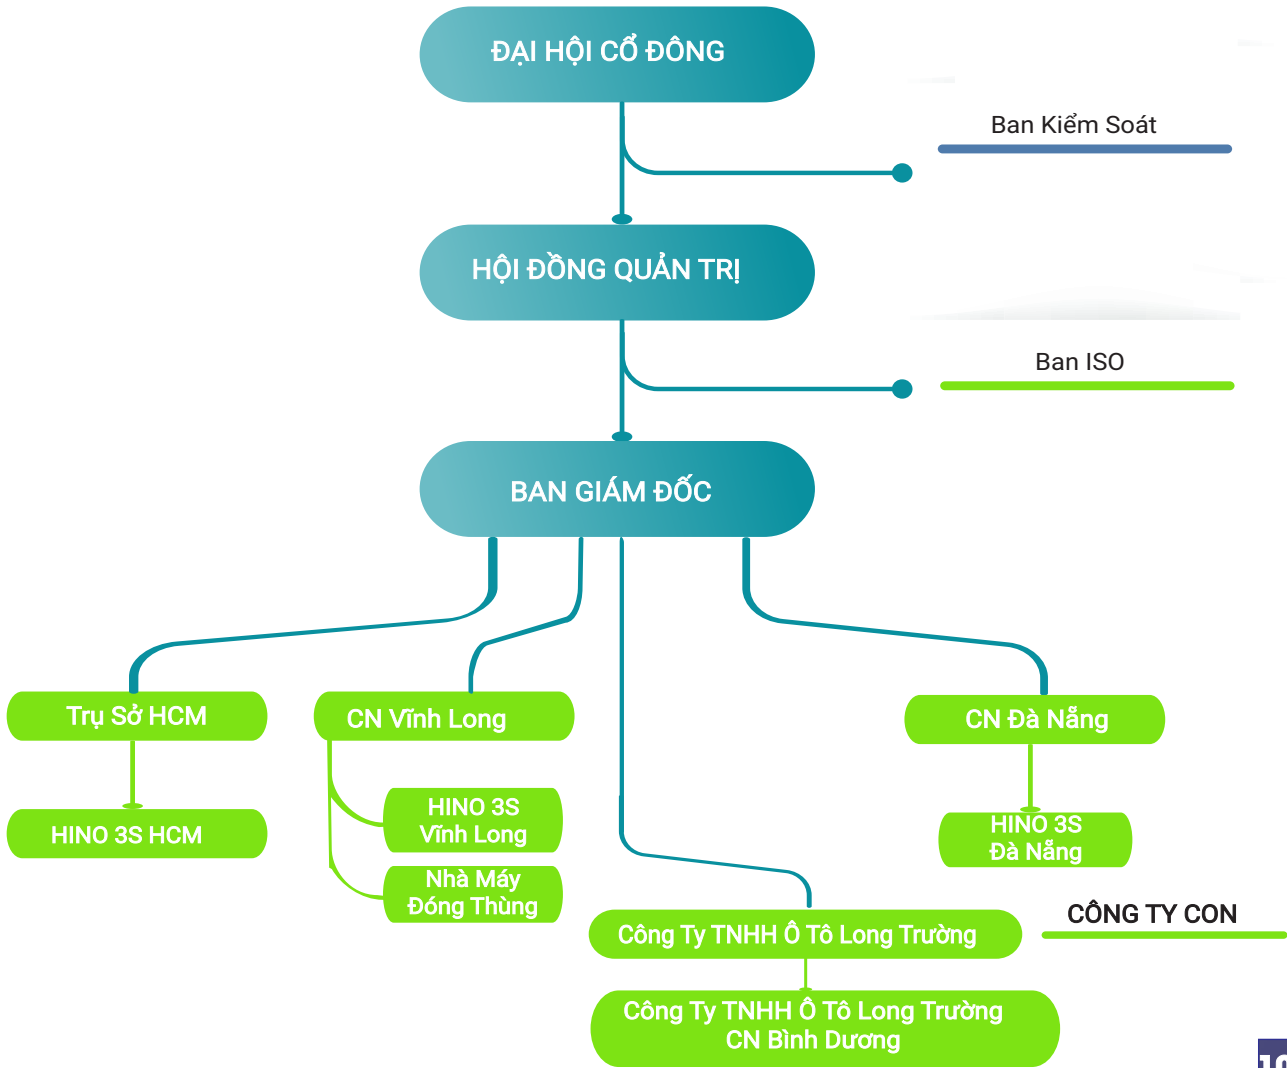 ĐẠI HỘI CỔ ĐÔNG
Ban Kiểm Soát
HỘI ĐỒNG QUẢN TRỊ
Ban ISO
BAN GIÁM ĐỐC
Trụ Sở HCM
CN Vĩnh Long
CN Đà Nẵng
HINO 3S HCM
HINO 3S
Vĩnh Long
HINO 3S
Đà Nẵng
Nhà Máy
Đóng Thùng
CÔNG TY CON
Công Ty TNHH Ô Tô Long Trường
Công Ty TNHH Ô Tô Long Trường
CN Bình Dương